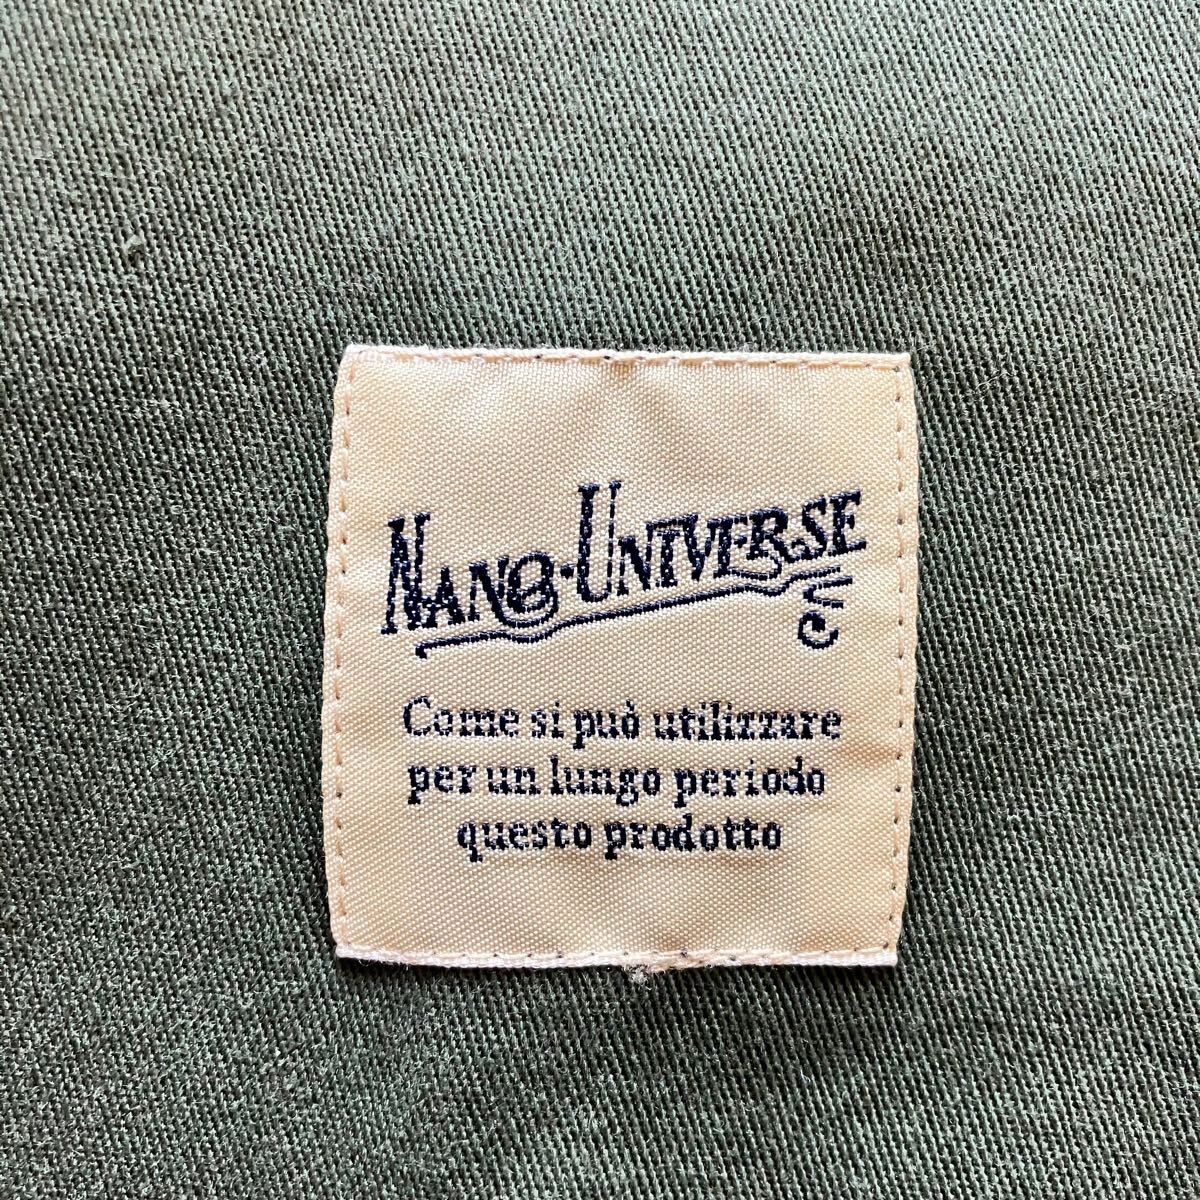 NANO·UNIVERSE
Come si può utilizzare
per un lungo periodo
questo prodotto